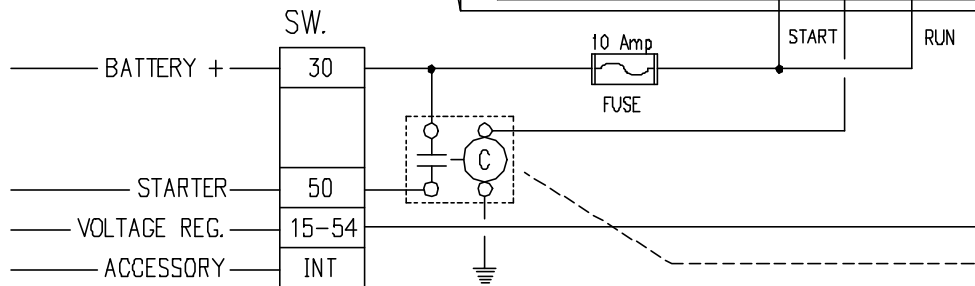 SW.
START
RUN
10 Amp
BATTERY +
30
FUSE
C
STARTER
50
VOLTAGE REG.
15-54
ACCESSORY
INT